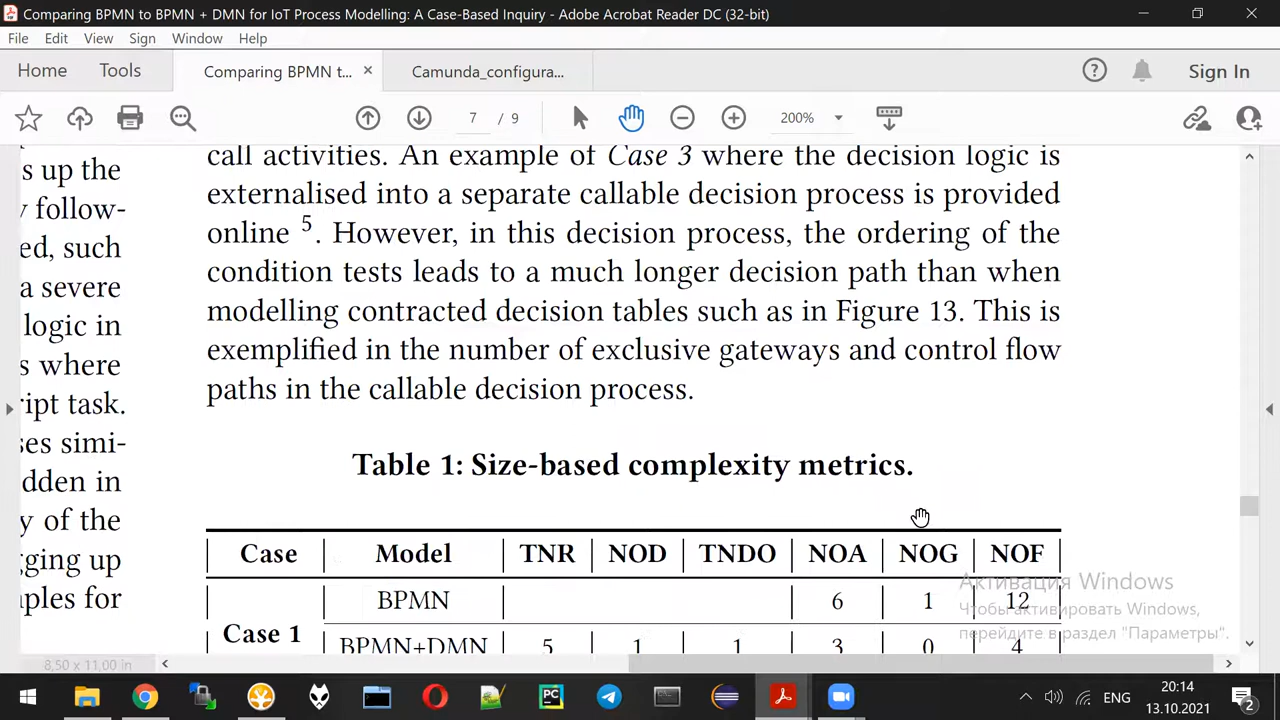 Comparing BPMN to BPMN + DMN for IoT Process Modelling: A Case-Based Inquiry - Adobe Acrobat Reader DC (32-bit)
File Edit View Sign Window Help
Home Tools Comparing BPMN t... × Camunda_configura... Sign In
7 / 9 200%
s up the
follow-
ed, such
a severe
logic in
s where
ript task.
ses simi-
dden in
y of the
gging up
ples for
call activities. An example of Case 3 where the decision logic is
externalised into a separate callable decision process is provided
online 5. However, in this decision process, the ordering of the
condition tests leads to a much longer decision path than when
modelling contracted decision tables such as in Figure 13. This is
exemplified in the number of exclusive gateways and control flow
paths in the callable decision process.
Table 1: Size-based complexity metrics.
Case Model TNR NOD TNDO NOA NOG NOF
BPMN 6 1 12
Case 1
BPMN+DMN 5 1 1 3 0 4
Активация Windows
Чтобы активировать Windows,
перейдите в раздел "Параметры".
8,50 x 11,00 in
ENG 20:14
13.10.2021 2